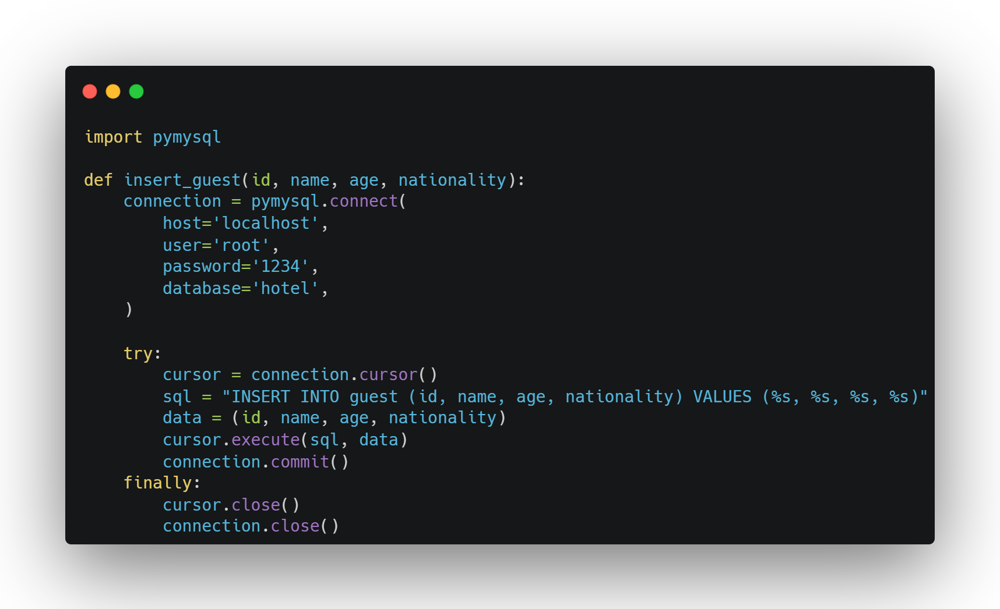 import pymysql

def insert_guest(id, name, age, nationality):
    connection = pymysql.connect(
        host='localhost',
        user='root',
        password='1234',
        database='hotel',
    )

    try:
        cursor = connection.cursor()
        sql = "INSERT INTO guest (id, name, age, nationality) VALUES (%s, %s, %s, %s)"
        data = (id, name, age, nationality)
        cursor.execute(sql, data)
        connection.commit()
    finally:
        cursor.close()
        connection.close()